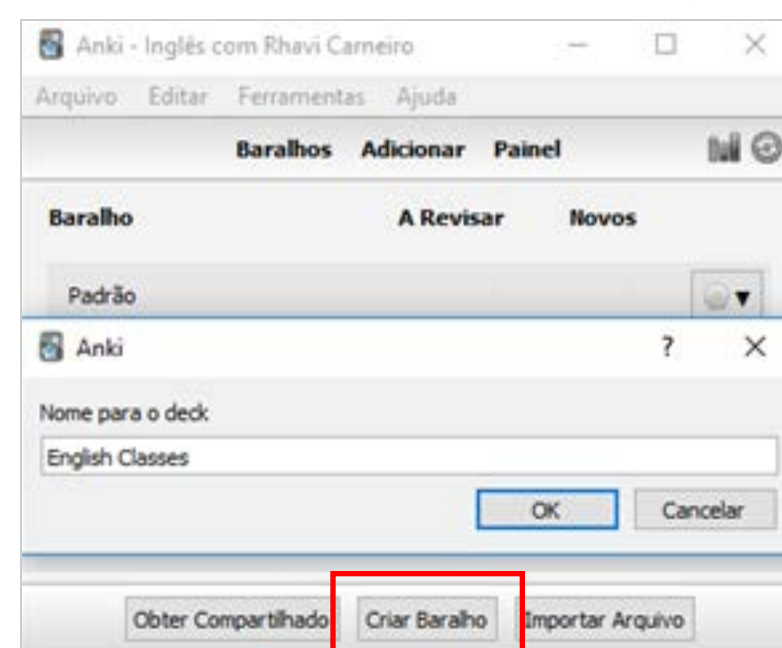 Anki - Inglês com Rhavi Carneiro
Arquivo Editar Ferramentas Ajuda
Baralhos Adicionar Painel
Baralho A Revisar Novos
Padrão
Anki ?
Nome para o deck
English Classes
OK Cancelar
Obter Compartilhado Criar Baralho Importar Arquivo